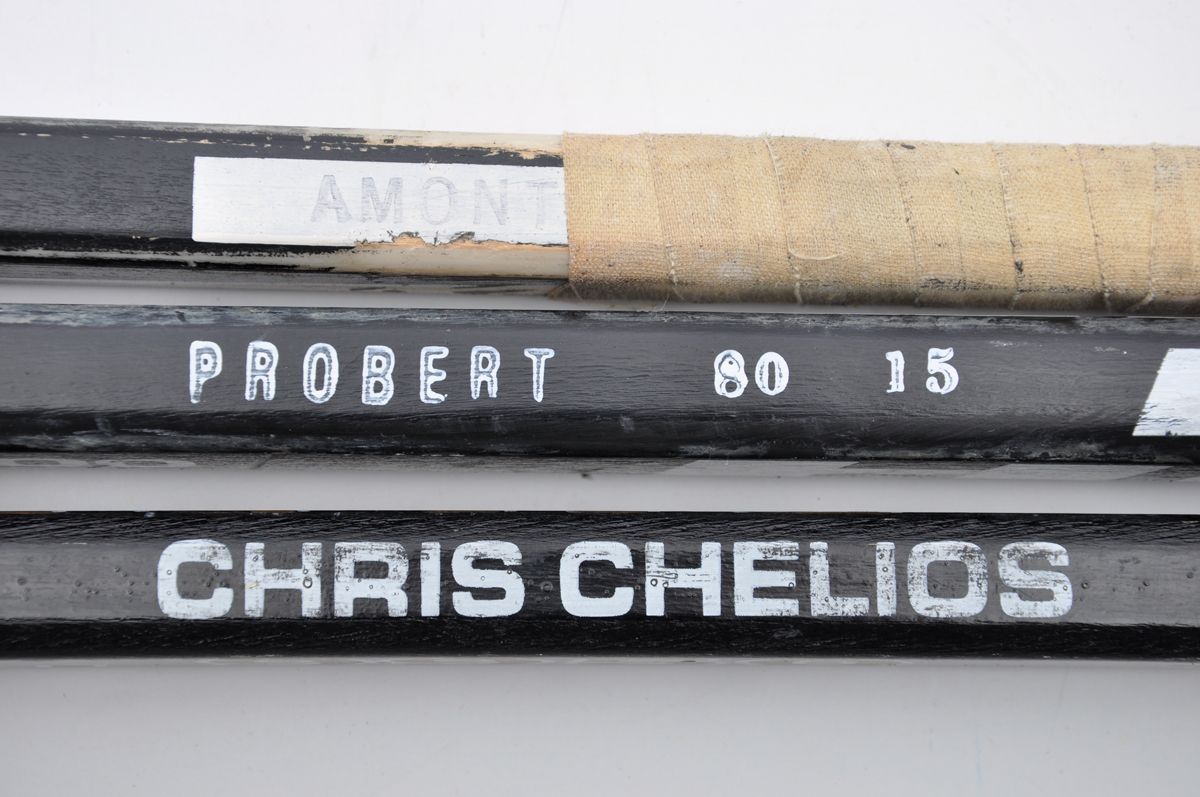 AMONT
PROBERT 80 15
CHRIS CHELIOS